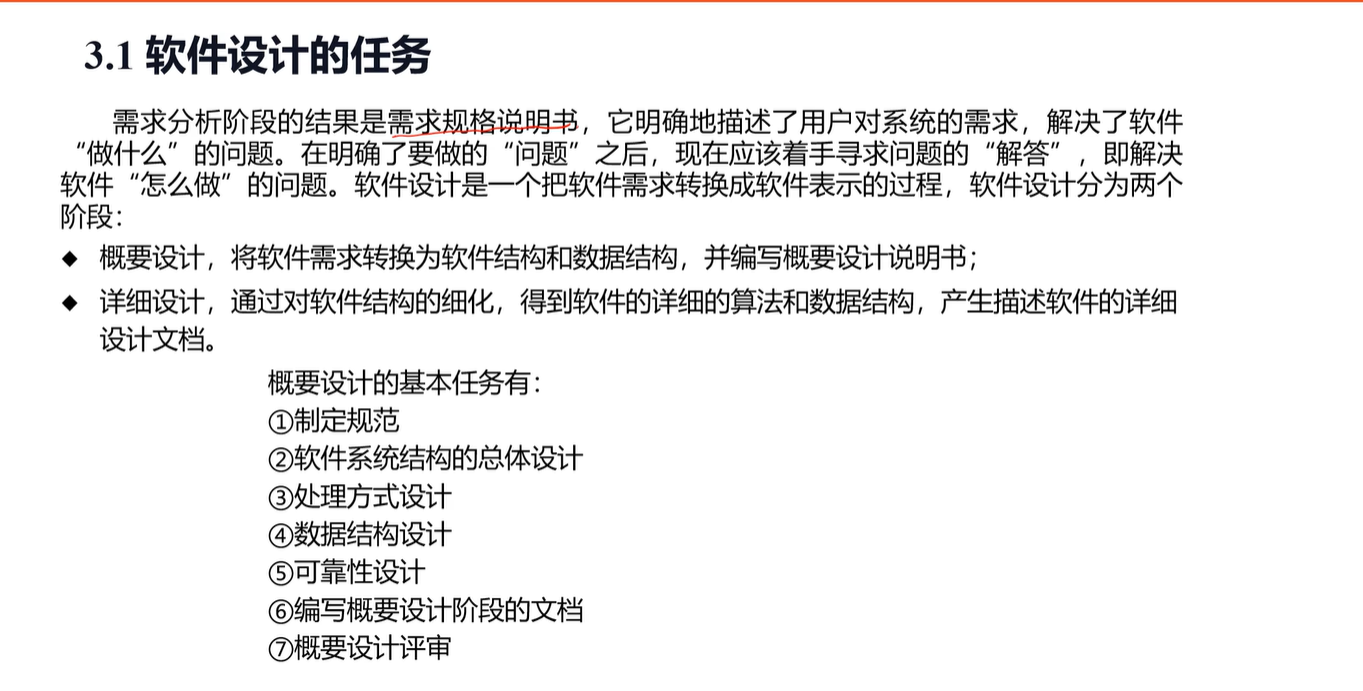 3.1 软件设计的任务
需求分析阶段的结果是需求规格说明书，它明确地描述了用户对系统的需求，解决了软件
“做什么”的问题。在明确了要做的“问题”之后，现在应该着手寻求问题的“解答”，即解决
软件“怎么做”的问题。软件设计是一个把软件需求转换成软件表示的过程，软件设计分为两个
阶段：
◆ 概要设计，将软件需求转换为软件结构和数据结构，并编写概要设计说明书；
◆ 详细设计，通过对软件结构的细化，得到软件的详细的算法和数据结构，产生描述软件的详细
设计文档。
概要设计的基本任务有：
①制定规范
②软件系统结构的总体设计
③处理方式设计
④数据结构设计
⑤可靠性设计
⑥编写概要设计阶段的文档
⑦概要设计评审